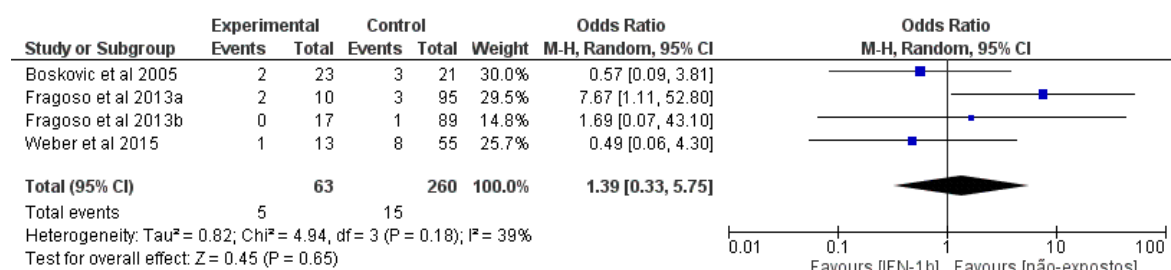 Experimental Control Odds Ratio Odds Ratio
Study or Subgroup Events Total Events Total Weight M-H, Random, 95% CI M-H, Random, 95% CI
Boskovic et al 2005 2 23 3 21 30.0% 0.57 [0.09, 3.81]
Fragoso et al 2013a 2 10 3 95 29.5% 7.67 [1.11, 52.80]
Fragoso et al 2013b 0 17 1 89 14.8% 1.69 [0.07, 43.10]
Weber et al 2015 1 13 8 55 25.7% 0.49 [0.06, 4.30]
Total (95% CI) 63 260 100.0% 1.39 [0.33, 5.75]
Total events 5 15
Heterogeneity: Tau² = 0.82; Chi² = 4.94, df = 3 (P = 0.18); I² = 39%
Test for overall effect: Z = 0.45 (P = 0.65)
0.01 0.1 1 10 100
Favours [IFN-1b] Favours [não-expostos]